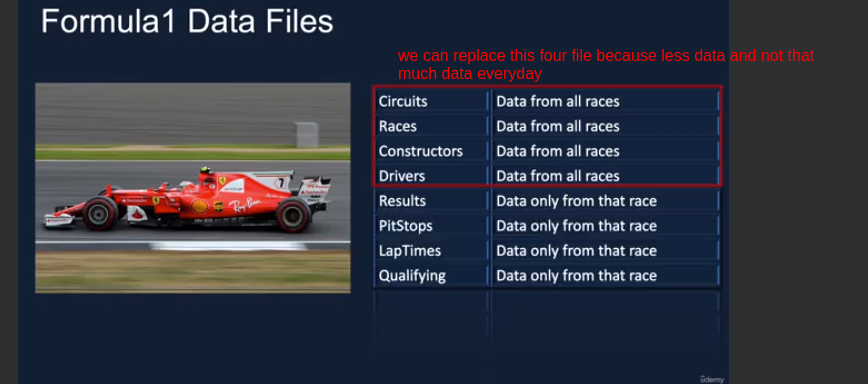 Formula1 Data Files
we can replace this four file because less data and not that
much data everyday
Circuits Data from all races
Races Data from all races
Constructors Data from all races
Drivers Data from all races
Results Data only from that race
PitStops Data only from that race
LapTimes Data only from that race
Qualifying Data only from that race
7
Ray-Ban
udemy